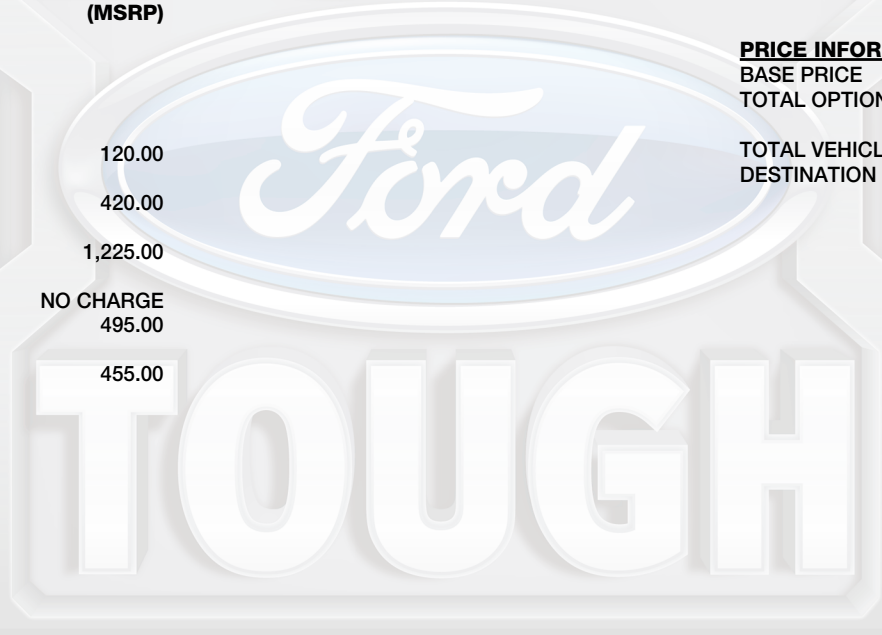 (MSRP)
120.00
420.00
1,225.00
NO CHARGE
495.00
455.00
PRICE INFOR
BASE PRICE
TOTAL OPTION
TOTAL VEHICL
DESTINATION
Ford
TOUGH